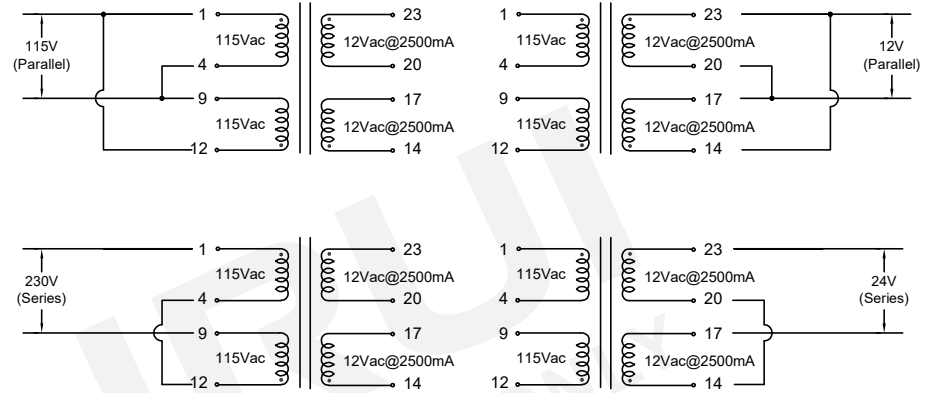 1 23 1 23
115V 115Vac 12Vac@2500mA 115Vac 12Vac@2500mA 12V
(Parallel) (Parallel)
4 20 4 20
9 17 9 17
115Vac 12Vac@2500mA 115Vac 12Vac@2500mA
12 14 12 14
1 23 1 23
230V 115Vac 12Vac@2500mA 115Vac 12Vac@2500mA 24V
(Series) (Series)
4 20 4 20
9 17 9 17
115Vac 12Vac@2500mA 115Vac 12Vac@2500mA
12 14 12 14